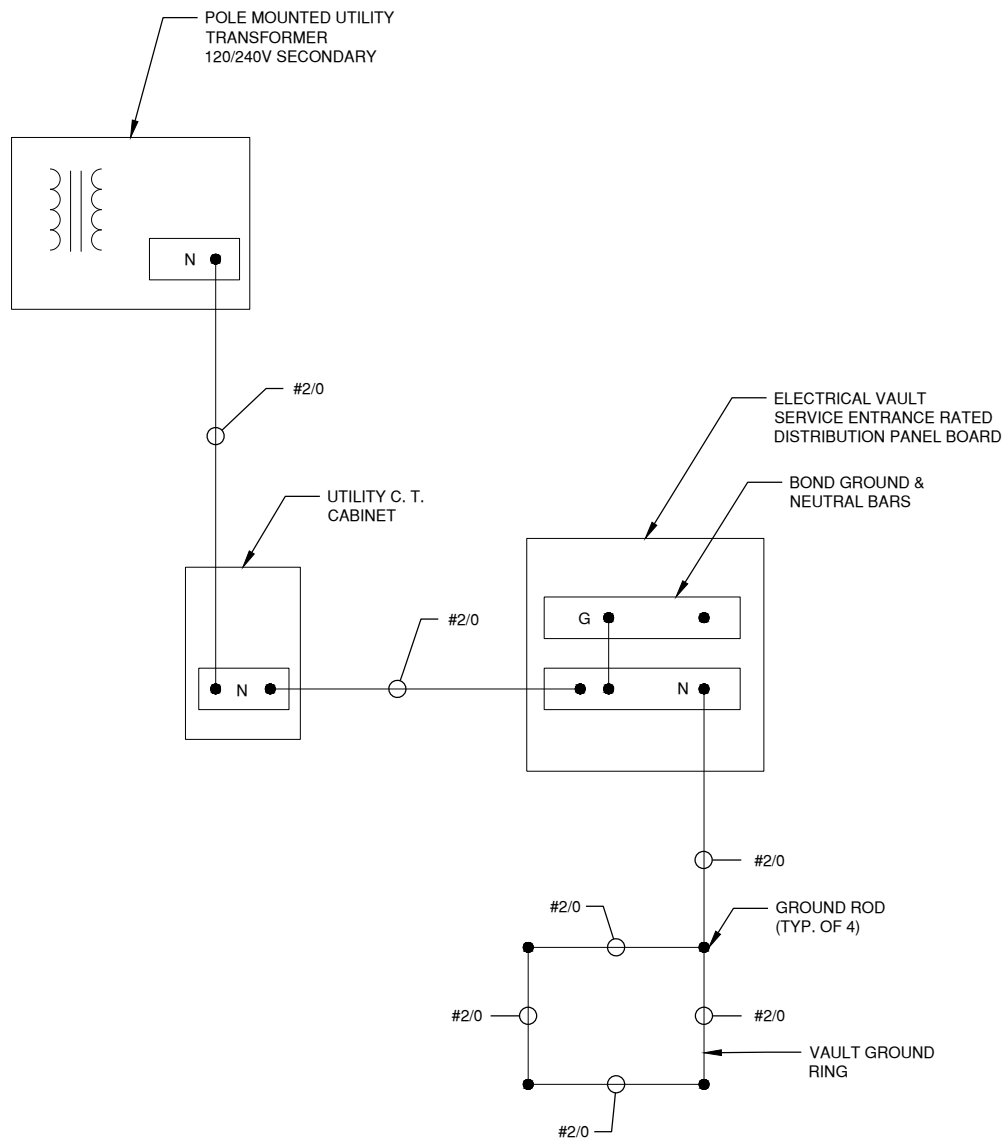 POLE MOUNTED UTILITY
TRANSFORMER
120/240V SECONDARY
N
#2/0
ELECTRICAL VAULT
SERVICE ENTRANCE RATED
DISTRIBUTION PANEL BOARD
BOND GROUND &
NEUTRAL BARS
UTILITY C. T.
CABINET
G
#2/0
N
N
#2/0
GROUND ROD
(TYP. OF 4)
#2/0
#2/0
#2/0
VAULT GROUND
RING
#2/0